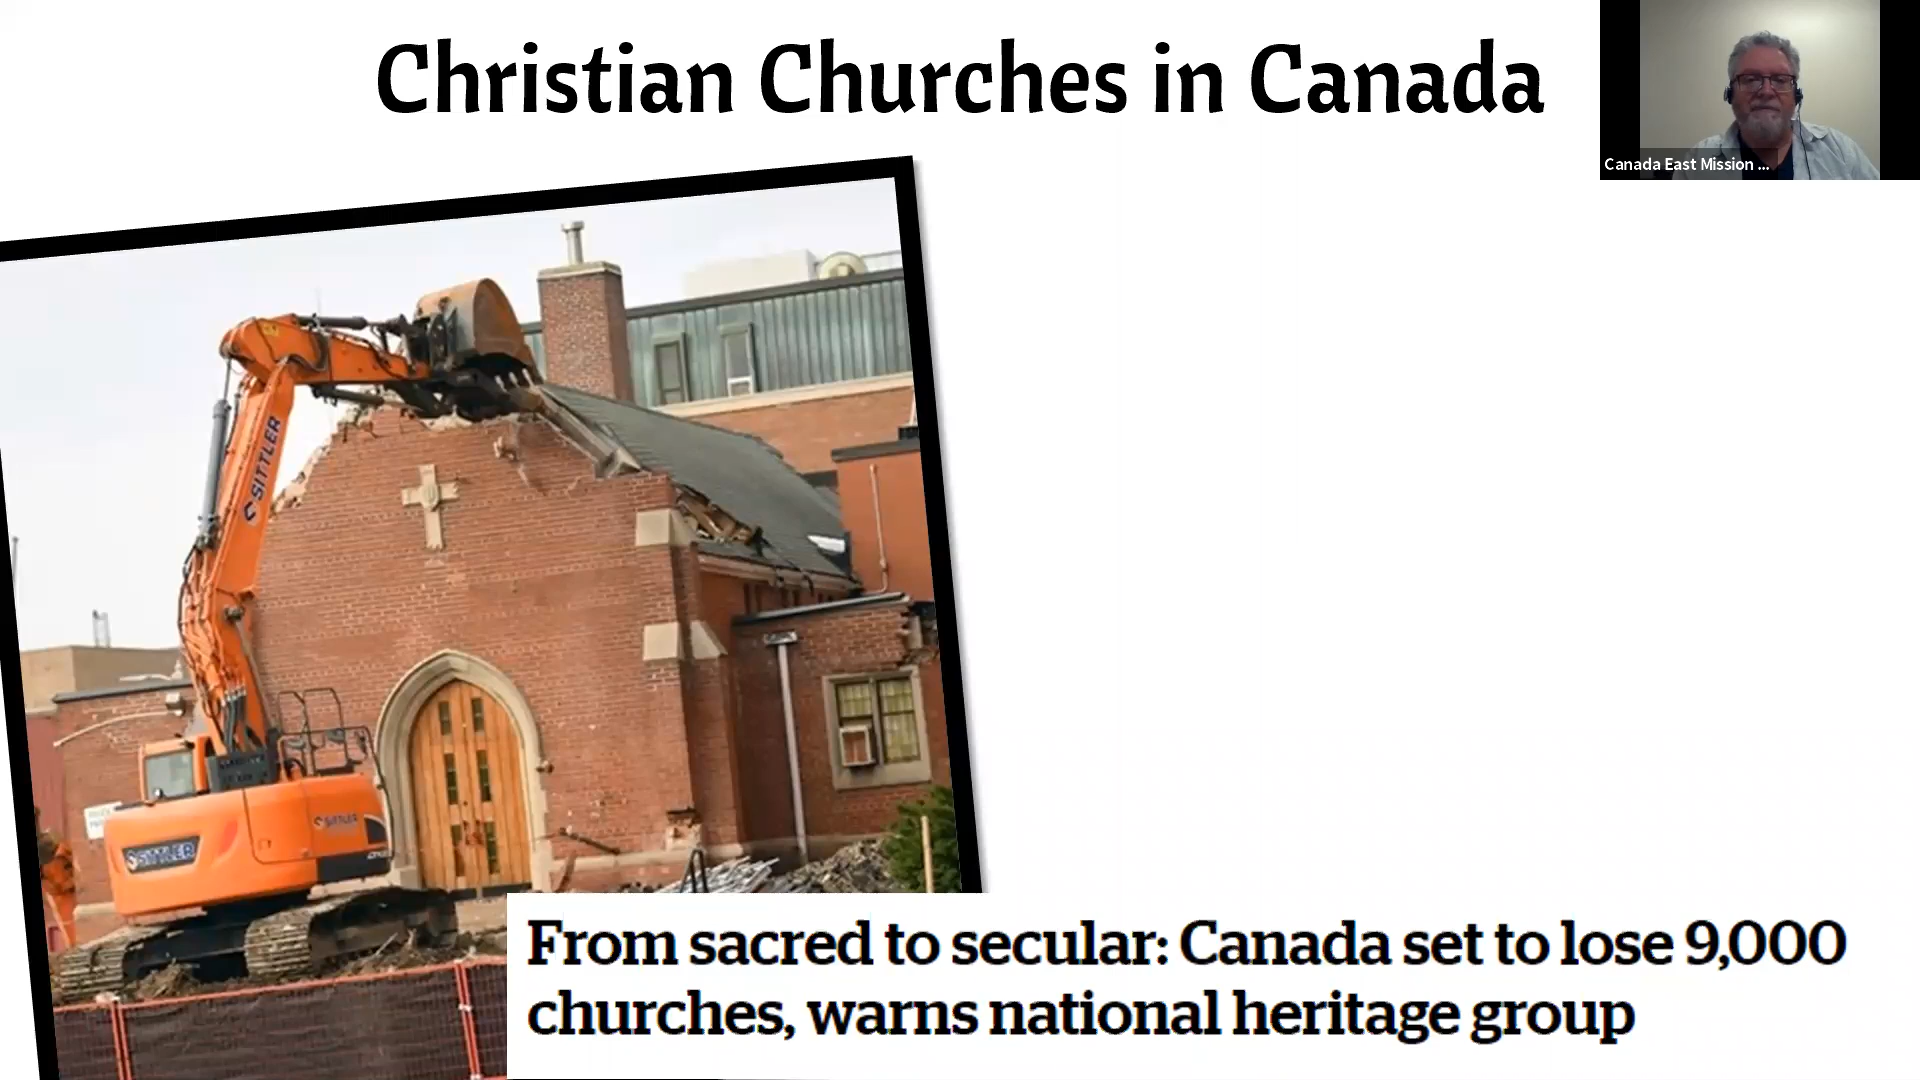 Christian Churches in Canada
Canada East Mission ...
SITTLER
SITTLER
SITTLER
From sacred to secular: Canada set to lose 9,000
churches, warns national heritage group